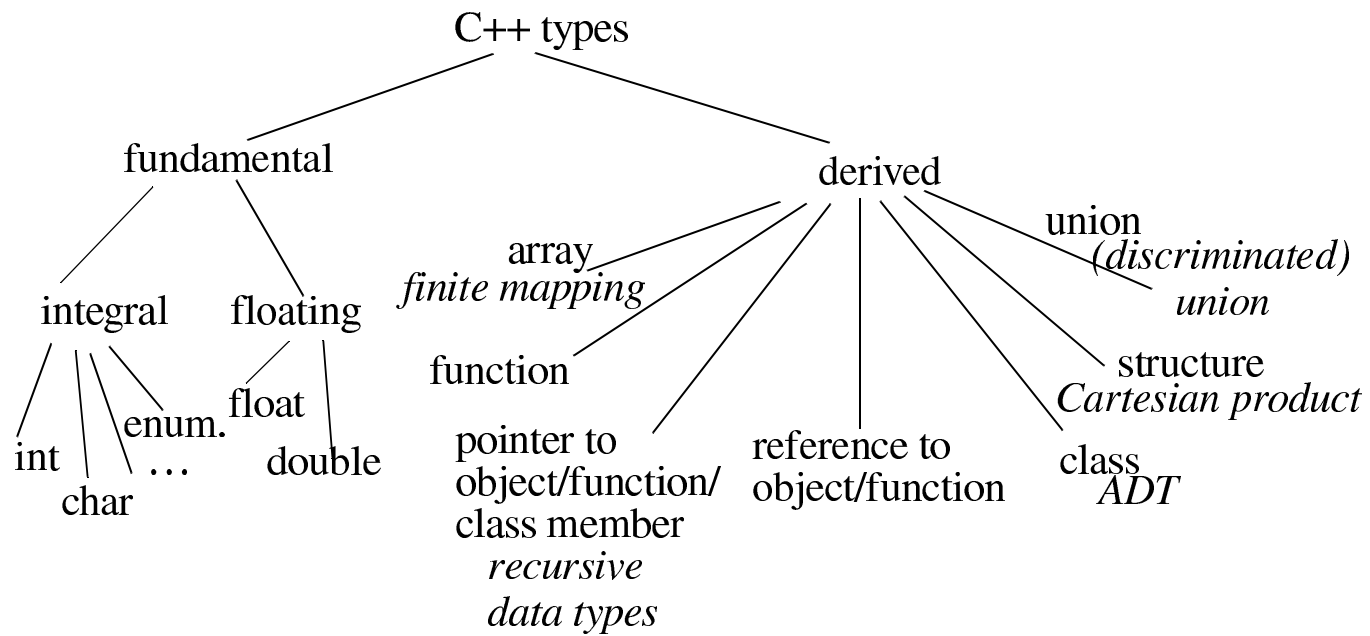 C++ types
fundamental
derived
integral
floating
int
char
enum.
...
float
double
array
finite mapping
function
pointer to
object/function/
class member
recursive
data types
reference to
object/function
class
ADT
structure
Cartesian product
union
(discriminated)
union